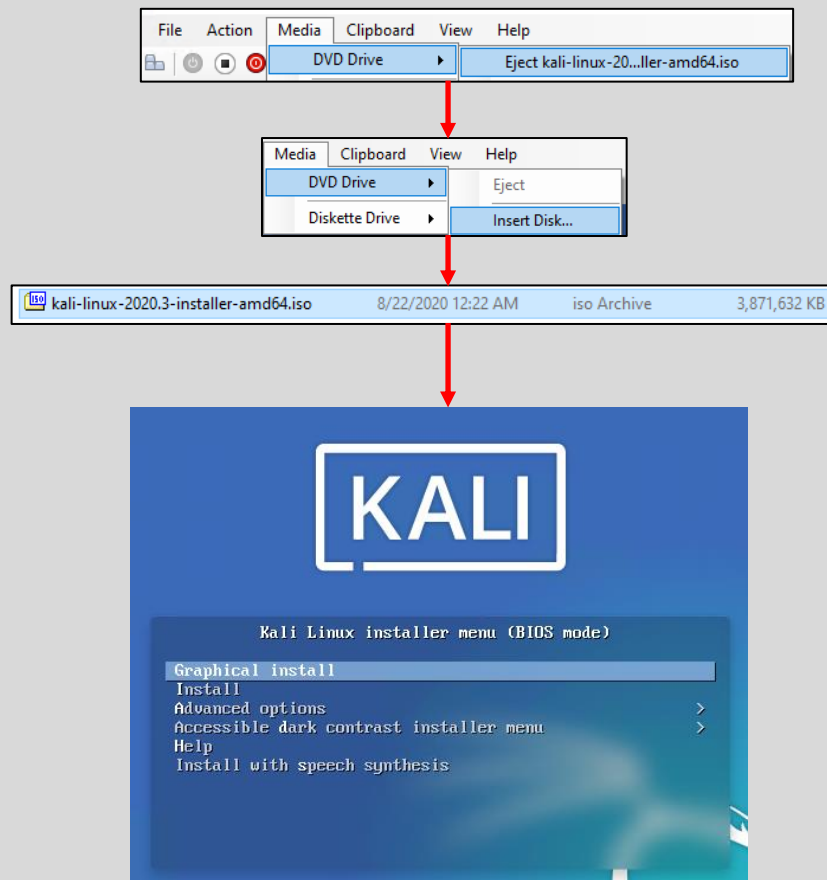 File Action Media Clipboard View Help
DVD Drive Eject kali-linux-20...ller-amd64.iso
Media Clipboard View Help
DVD Drive Eject
Diskette Drive Insert Disk...
ISO kali-linux-2020.3-installer-amd64.iso 8/22/2020 12:22 AM iso Archive 3,871,632 KB
KALI
Kali Linux installer menu (BIOS mode)
Graphical install
Install
Advanced options >
Accessible dark contrast installer menu >
Help
Install with speech synthesis